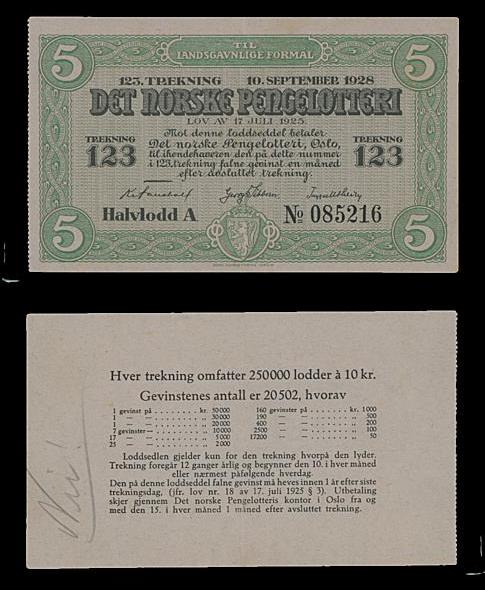 5
TIL
LANDSGAVNLIGE FORMÅL
5
123. TREKNING 10. SEPTEMBER 1928
DET NORSKE PENGELOTTERI
LOV AV 17 JULI 1925.
Mot denne loddseddel betaler
TREKNING
123
Det norske Pengelotteri, Oslo,
til ihendehaveren den på dette nummer
i 123. trekning falne gevinst en måned
efter avsluttet trekning.
TREKNING
123
Halvlodd A
№ 085216
5
5
Hver trekning omfatter 250000 lodder à 10 kr.
Gevinstenes antall er 20502, hvorav
1 gevinst på ........ kr. 50000
1 — — ........ - 30000
1 — — ........ - 20000
7 gevinster — ........ - 10000
17 — — ........ - 5000
25 — — ........ - 2000
160 gevinster på ........ kr. 1000
190 — — ........ - 500
400 — — ........ - 200
2500 — — ........ - 100
17200 — — ........ - 50
Loddsedlen gjelder kun for den trekning hvorpå den lyder.
Trekning foregår 12 ganger årlig og begynner den 10. i hver måned
eller nærmest påfølgende hverdag.
Den på denne loddseddel falne gevinst må heves innen 1 år efter siste
trekningsdag, (jfr. lov nr. 18 av 17. juli 1925 § 3). Utbetaling
skjer gjennem Det norske Pengelotteris kontor i Oslo fra og
med den 15. i hver måned 1 måned efter avsluttet trekning.